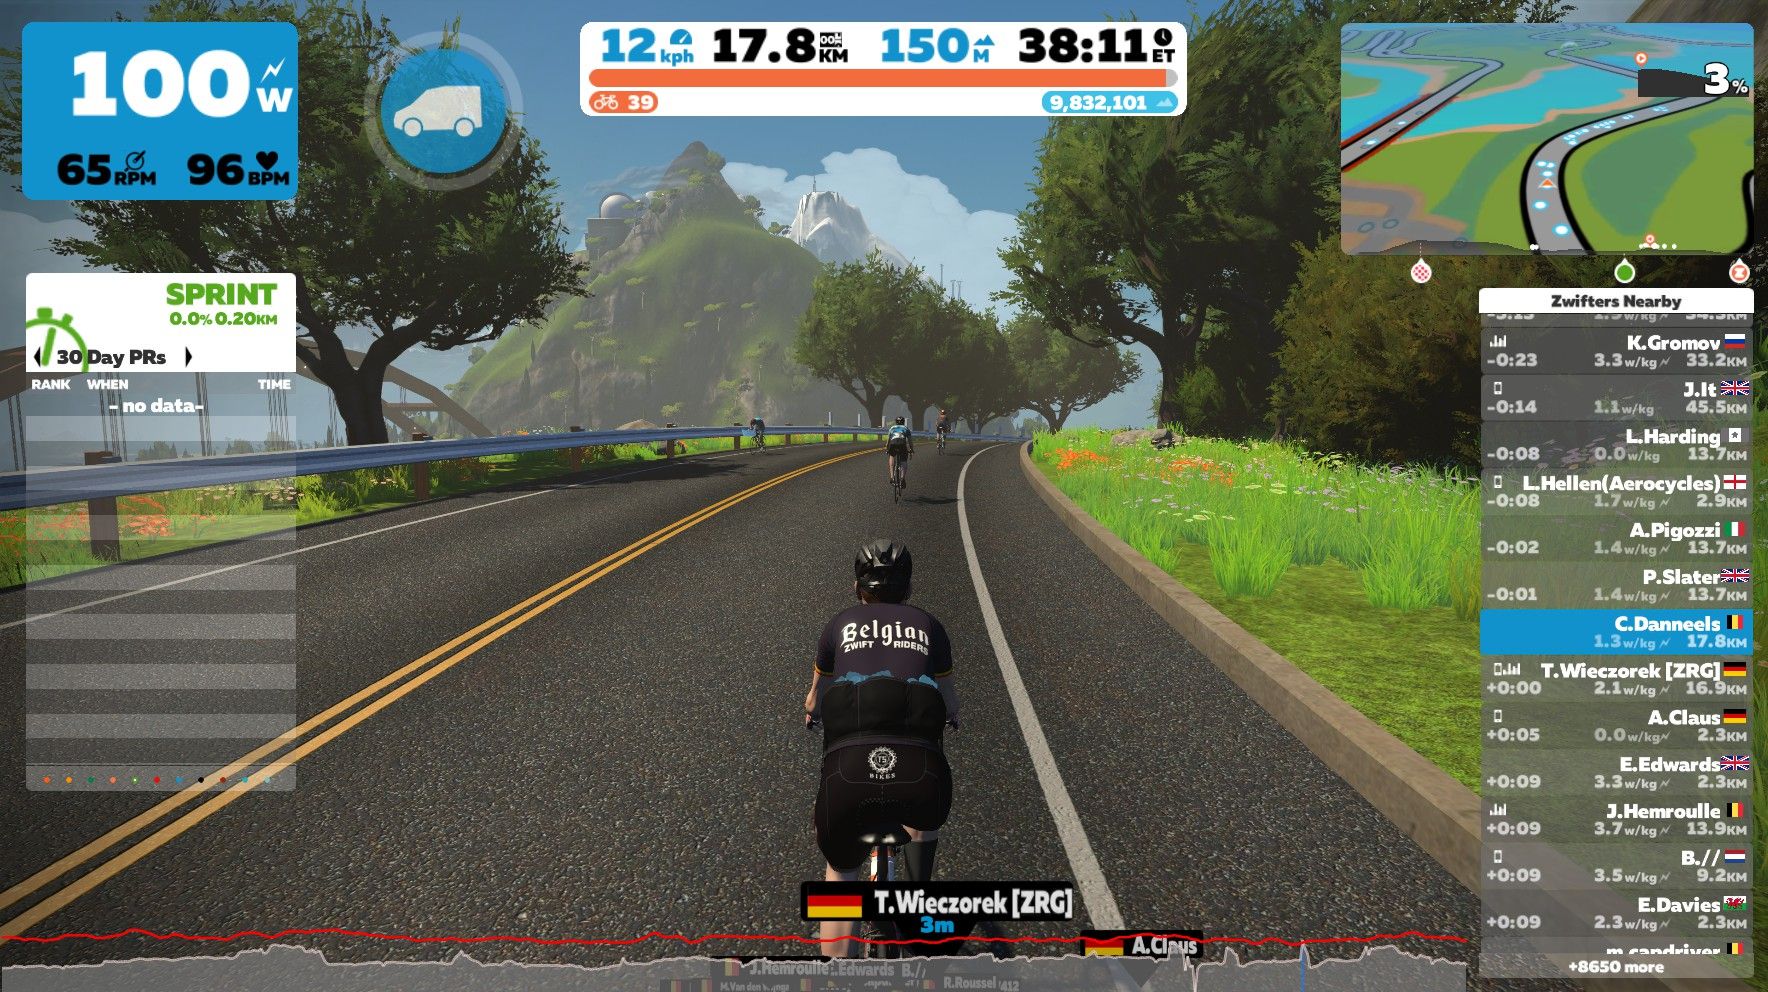 100 W
65 RPM 96 BPM
12 kph 17.8 KM 150 M 38:11 ET
39 9,832,101
3%
SPRINT
0.0% 0.20KM
30 Day PRs
RANK WHEN TIME
- no data-
Zwifters Nearby
K.Gromov
-0:23 3.3w/kg 33.2KM
J.It
-0:14 1.1w/kg 45.5KM
L.Harding
-0:08 0.0w/kg 13.7KM
L.Hellen(Aerocycles)
-0:08 1.7w/kg 2.9KM
A.Pigozzi
-0:02 1.4w/kg 13.7KM
P.Slater
-0:01 1.4w/kg 13.7KM
C.Danneels
1.3w/kg 17.8KM
T.Wieczorek [ZRG]
+0:00 2.1w/kg 16.9KM
A.Claus
+0:05 0.0w/kg 2.3KM
E.Edwards
+0:09 3.3w/kg 2.3KM
J.Hemroulle
+0:09 3.7w/kg 13.9KM
B.//
+0:09 3.5w/kg 9.2KM
E.Davies
+0:09 2.3w/kg 2.3KM
m.candriver
+8650 more
Belgian
ZWIFT RIDERS
TS
BIKES
T.Wieczorek [ZRG]
3m
A.Claus
J.Hemroulle E.Edwards B.//
R.Roussel